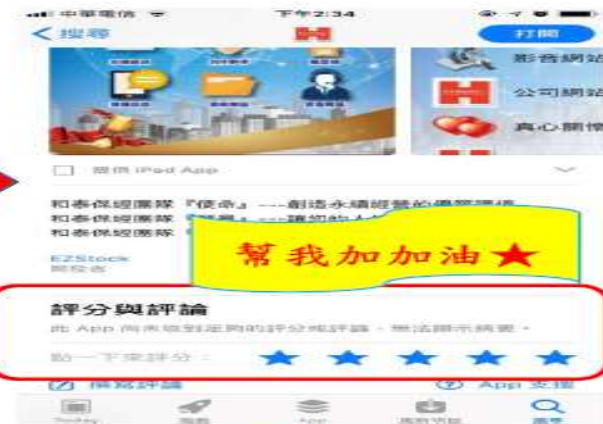 中華電信
下午2:34
搜尋
打開
影音網站
公司網站
真心關懷
提供 iPad App
和泰保經團隊『使命』---創造永續經營的優質環境
和泰保經團隊
和泰保經團隊
幫我加加油★
EZStock
開發者
評分與評論
此 App 尚未收到足夠的評分或評論,無法顯示摘要。
點一下來評分:
撰寫評論
App 支援
Today
遊戲
App
更新項目
搜尋